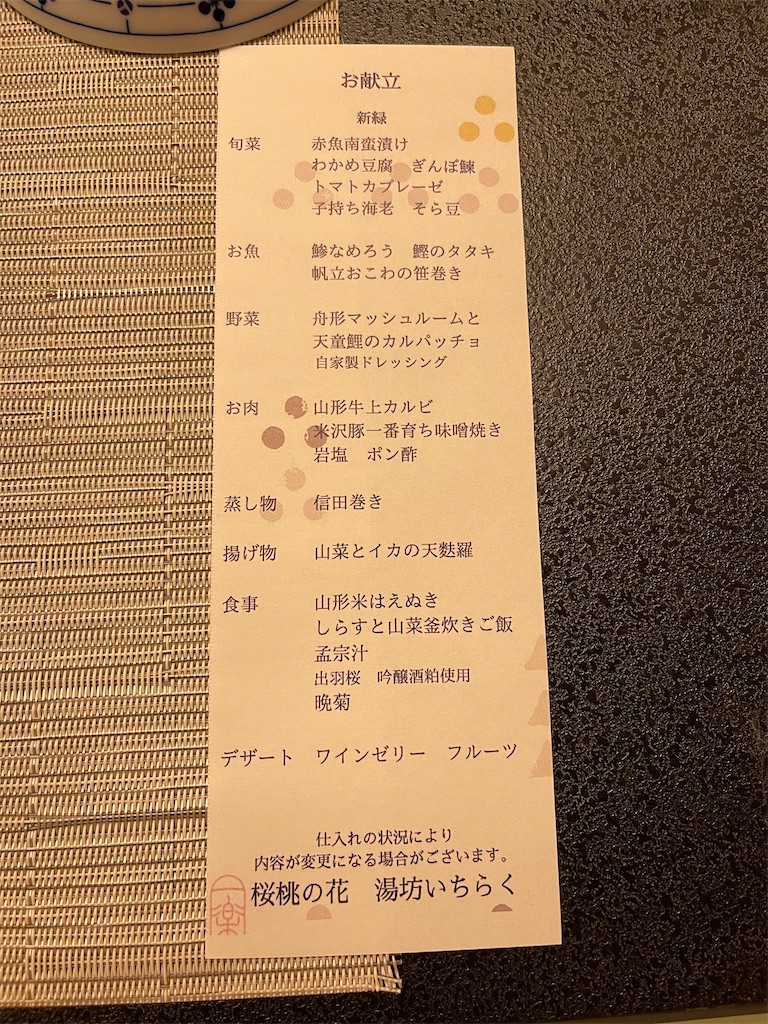 お献立
新緑
旬菜 赤魚南蛮漬け
わかめ豆腐 ぎんぽ鰊
トマトカプレーゼ
子持ち海老 そら豆
お魚 鯵なめろう 鰹のタタキ
帆立おこわの笹巻き
野菜 舟形マッシュルームと
天童鯉のカルパッチョ
自家製ドレッシング
お肉 山形牛上カルビ
米沢豚一番育ち味噌焼き
岩塩 ポン酢
蒸し物 信田巻き
揚げ物 山菜とイカの天麩羅
食事 山形米はえぬき
しらすと山菜釜炊きご飯
孟宗汁
出羽桜 吟醸酒粕使用
晩菊
デザート ワインゼリー フルーツ
仕入れの状況により
内容が変更になる場合がございます。
桜桃の花 湯坊いちらく
一楽